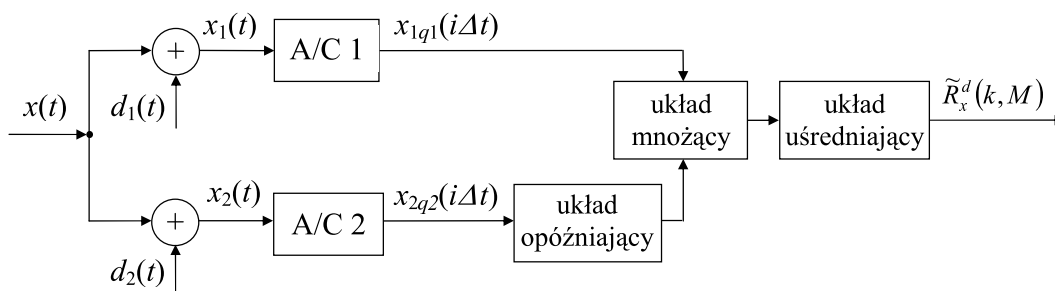 x₁(t)
A/C 1
x₁q₁(iΔt)
x(t)
d₁(t)
układ
mnożący
układ
uśredniający
R̃ₓᵈ(k, M)
x₂(t)
A/C 2
x₂q₂(iΔt)
układ
opóźniający
d₂(t)
+
+